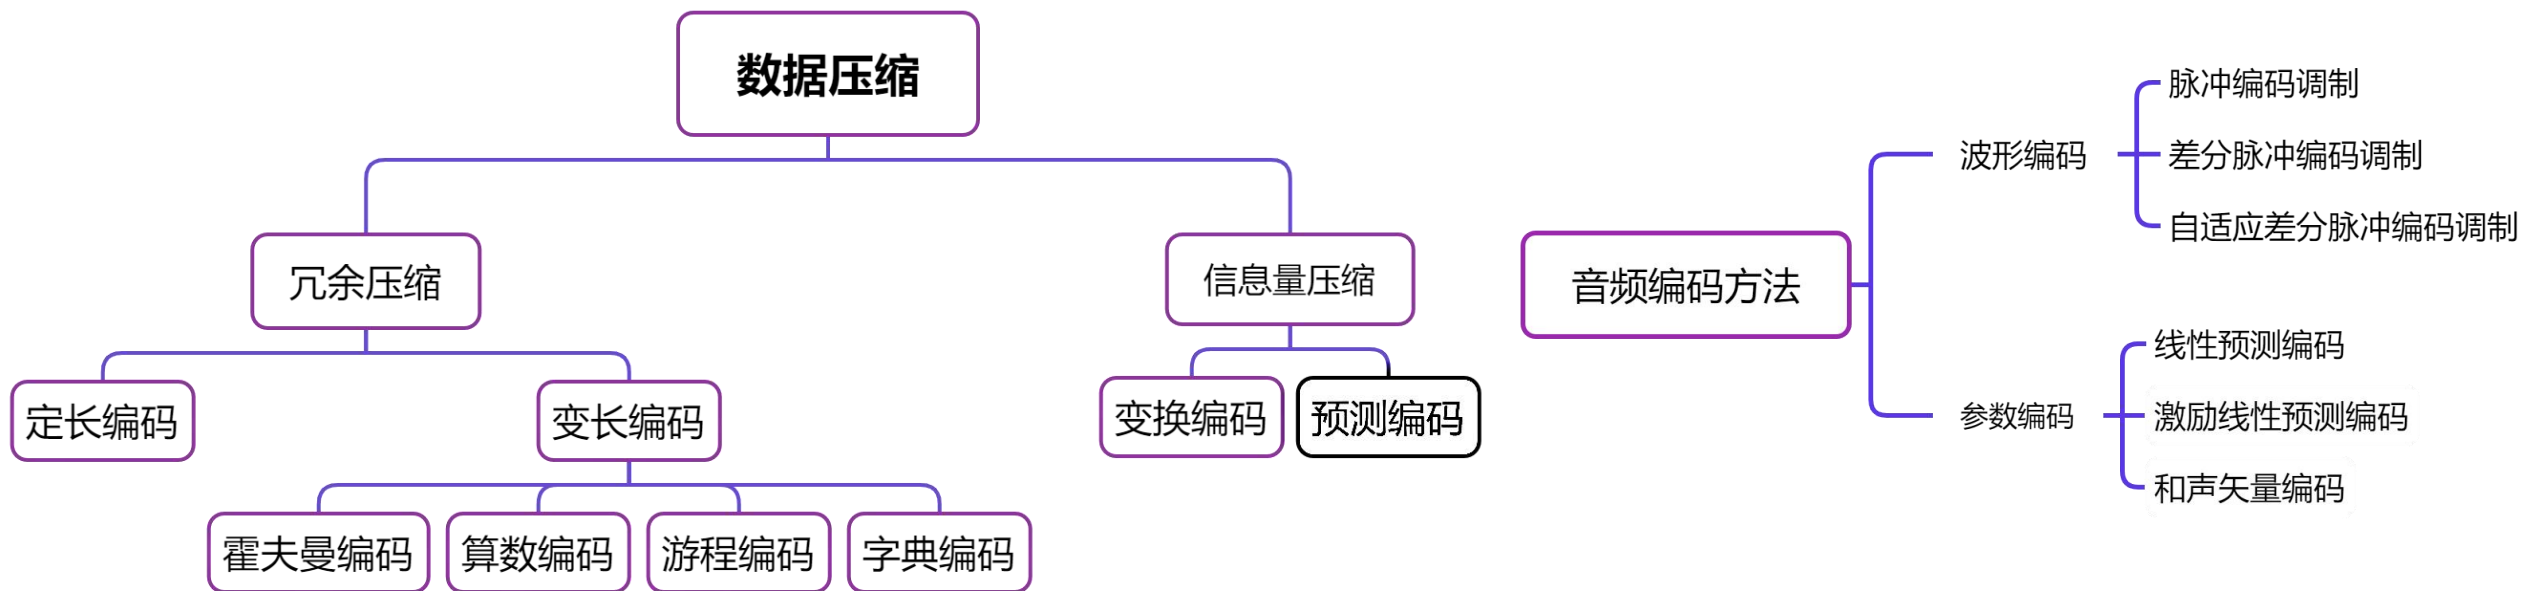 数据压缩
冗余压缩
信息量压缩
定长编码
变长编码
变换编码
预测编码
霍夫曼编码
算数编码
游程编码
字典编码
音频编码方法
波形编码
脉冲编码调制
差分脉冲编码调制
自适应差分脉冲编码调制
参数编码
线性预测编码
激励线性预测编码
和声矢量编码